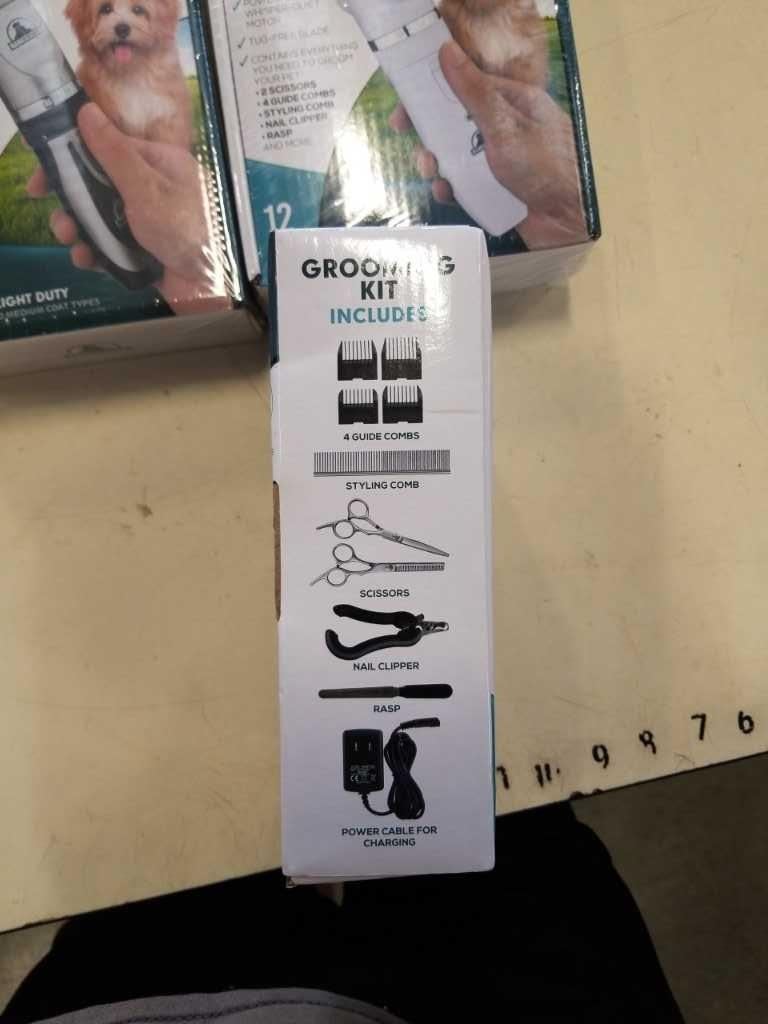 WHISPER-QUIET
MOTOR
✓ TUG-FREE BLADE
✓ CONTAINS EVERYTHING
YOU NEED TO GROOM
YOUR PET
• 2 SCISSORS
• 4 GUIDE COMBS
• STYLING COMB
• NAIL CLIPPER
• RASP
AND MORE
12
LIGHT DUTY
MEDIUM COAT TYPES
GROOMING
KIT
INCLUDES
4 GUIDE COMBS
STYLING COMB
SCISSORS
NAIL CLIPPER
RASP
POWER CABLE FOR
CHARGING
11 9 8 7 6